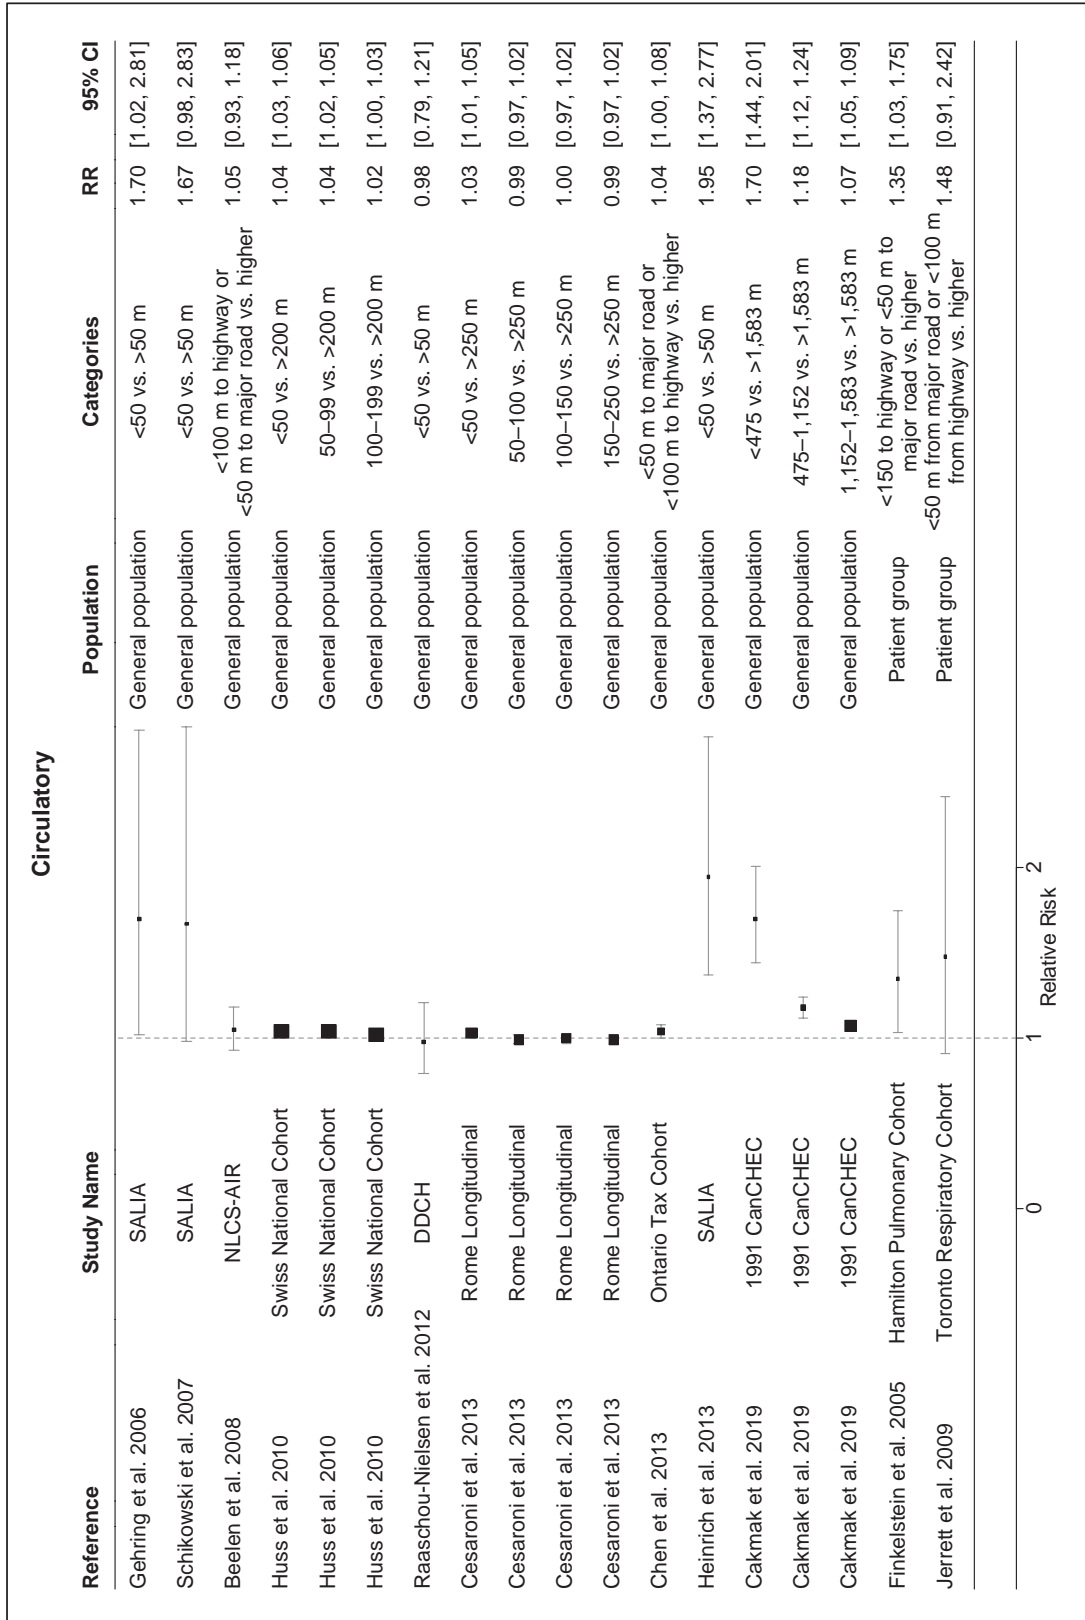 Circulatory
Reference Study Name Population Categories RR 95% CI
Gehring et al. 2006 SALIA General population <50 vs. >50 m 1.70 [1.02, 2.81]
Schikowski et al. 2007 SALIA General population <50 vs. >50 m 1.67 [0.98, 2.83]
Beelen et al. 2008 NLCS-AIR General population <100 m to highway or
<50 m to major road vs. higher 1.05 [0.93, 1.18]
Huss et al. 2010 Swiss National Cohort General population <50 vs. >200 m 1.04 [1.03, 1.06]
Huss et al. 2010 Swiss National Cohort General population 50–99 vs. >200 m 1.04 [1.02, 1.05]
Huss et al. 2010 Swiss National Cohort General population 100–199 vs. >200 m 1.02 [1.00, 1.03]
Raaschou-Nielsen et al. 2012 DDCH General population <50 vs. >50 m 0.98 [0.79, 1.21]
Cesaroni et al. 2013 Rome Longitudinal General population <50 vs. >250 m 1.03 [1.01, 1.05]
Cesaroni et al. 2013 Rome Longitudinal General population 50–100 vs. >250 m 0.99 [0.97, 1.02]
Cesaroni et al. 2013 Rome Longitudinal General population 100–150 vs. >250 m 1.00 [0.97, 1.02]
Cesaroni et al. 2013 Rome Longitudinal General population 150–250 vs. >250 m 0.99 [0.97, 1.02]
Chen et al. 2013 Ontario Tax Cohort General population <50 m to major road or
<100 m to highway vs. higher 1.04 [1.00, 1.08]
Heinrich et al. 2013 SALIA General population <50 vs. >50 m 1.95 [1.37, 2.77]
Cakmak et al. 2019 1991 CanCHEC General population <475 vs. >1,583 m 1.70 [1.44, 2.01]
Cakmak et al. 2019 1991 CanCHEC General population 475–1,152 vs. >1,583 m 1.18 [1.12, 1.24]
Cakmak et al. 2019 1991 CanCHEC General population 1,152–1,583 vs. >1,583 m 1.07 [1.05, 1.09]
Finkelstein et al. 2005 Hamilton Pulmonary Cohort Patient group <150 to highway or <50 m to
major road vs. higher 1.35 [1.03, 1.75]
Jerrett et al. 2009 Toronto Respiratory Cohort Patient group <50 m from major road or <100 m
from highway vs. higher 1.48 [0.91, 2.42]
0 1 2
Relative Risk